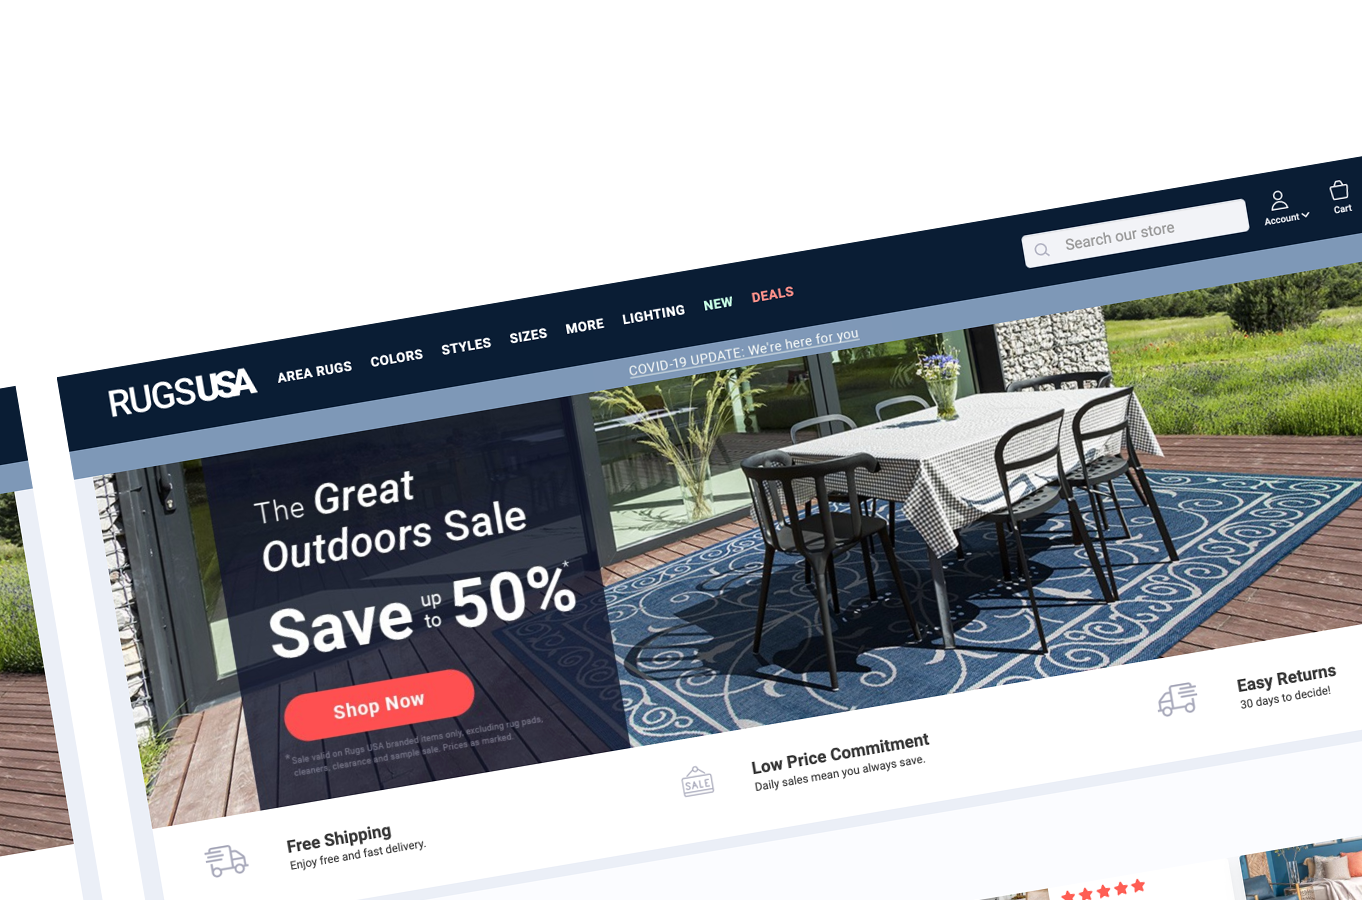 RUGSUSA
AREA RUGS COLORS STYLES SIZES MORE LIGHTING NEW DEALS
Search our store
Account
Cart
COVID-19 UPDATE: We're here for you
The Great
Outdoors Sale
Save up to 50%*
Shop Now
* Sale valid on Rugs USA branded items only, excluding rug pads,
cleaners, clearance and sample sale. Prices as marked.
Free Shipping
Enjoy free and fast delivery.
SALE
Low Price Commitment
Daily sales mean you always save.
Easy Returns
30 days to decide!